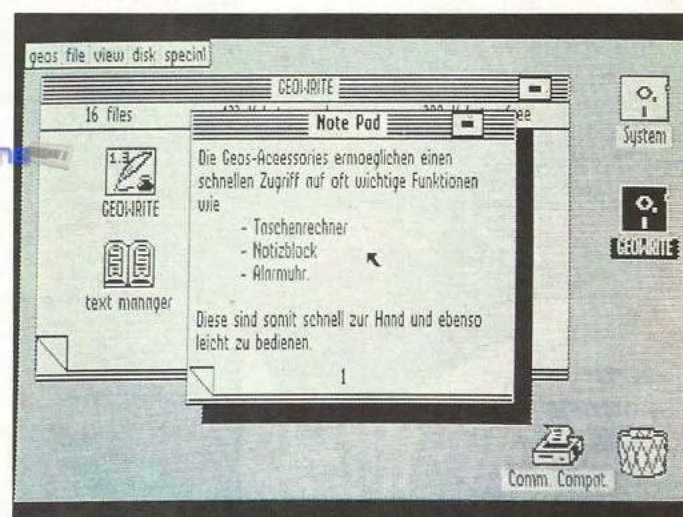 geos file view disk special
GEOWRITE
16 files
Note Pad
Die Geos-Accessories ermoeglichen einen
schnellen Zugriff auf oft wichtige Funktionen
wie
- Taschenrechner
- Notizblock
- Alarmuhr.
Diese sind somit schnell zur Hand und ebenso
leicht zu bedienen.
1
1.3
GEOWRITE
text manager
System
GEOWRITE
Comm. Compat.